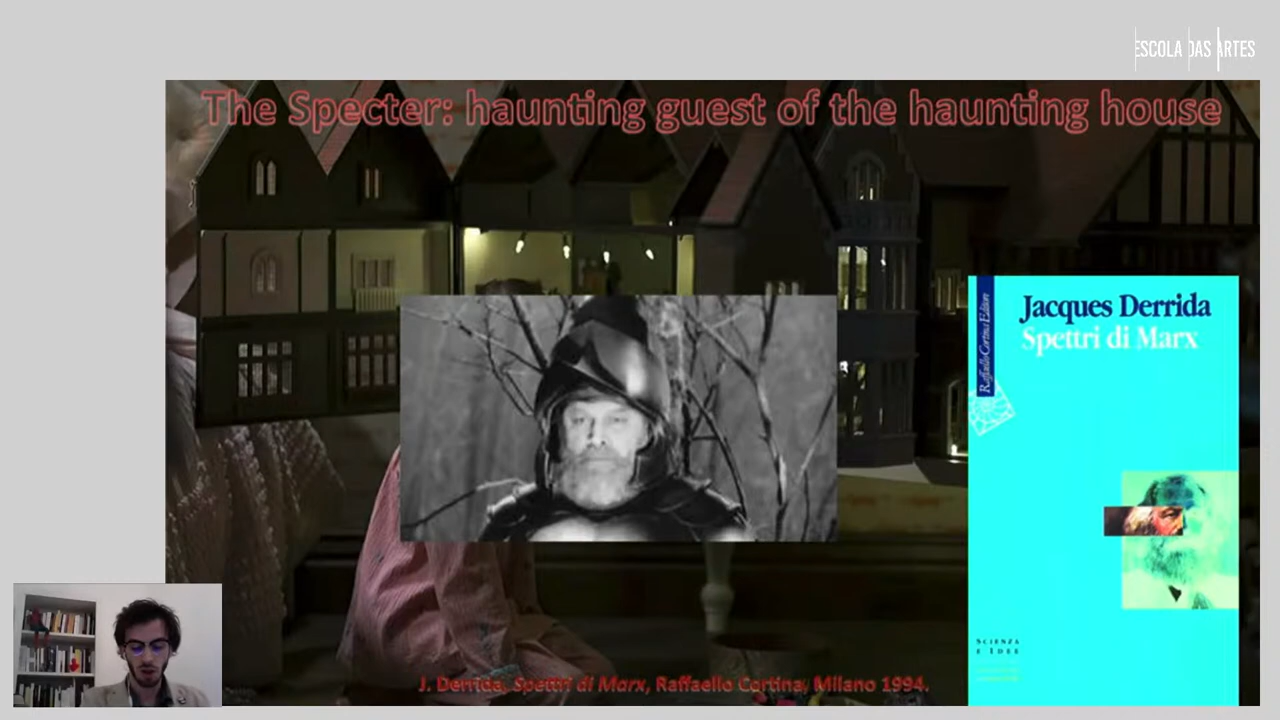 ESCOLA DAS ARTES
The Specter: haunting guest of the haunting house
Raffaello Cortina Editore
Jacques Derrida
Spettri di Marx
SCIENZA
E IDEE
J. Derrida, Spettri di Marx, Raffaello Cortina, Milano 1994.